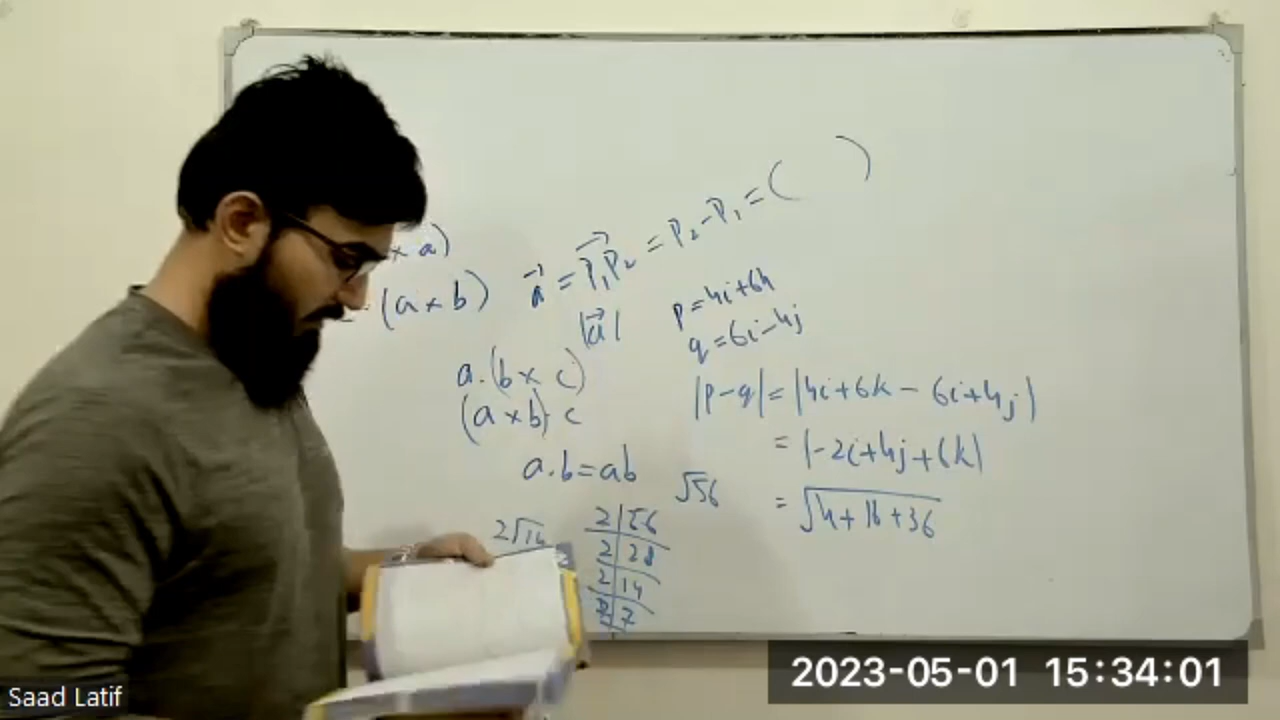 × a)
(a × b)
a⃗ = P₁P₂⃗ = P₂-P₁ = ( )
|a⃗|
p=4i+6k
q=6i-4j
a.(b× c)
(a×b). c
|p-q|=|4i+6k - 6i+4j|
= |-2i+4j+6k|
a.b=ab
√56
= √4+16+36
2√14
2|56
2|28
2|14
7|7
Saad Latif
2023-05-01 15:34:01